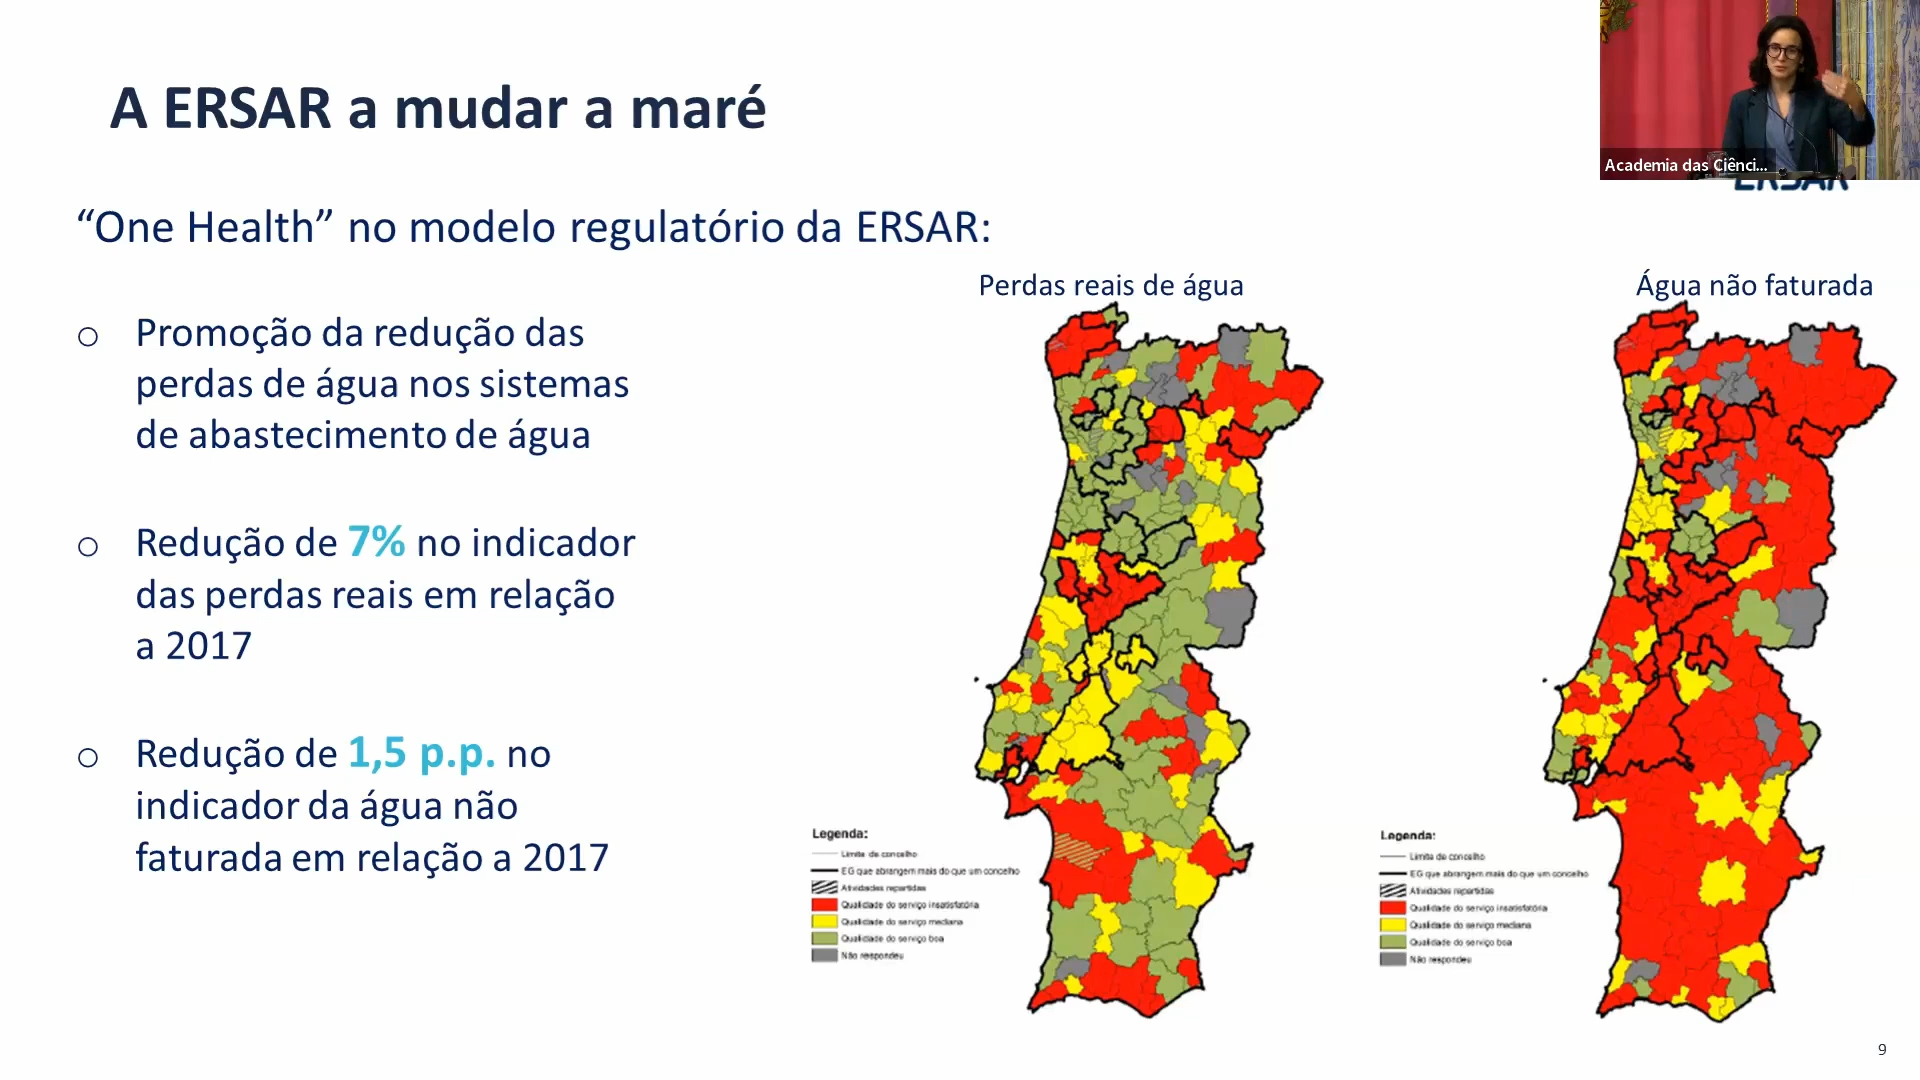 A ERSAR a mudar a maré
Academia das Ciênci...
ERSAR
“One Health” no modelo regulatório da ERSAR:
o Promoção da redução das
perdas de água nos sistemas
de abastecimento de água
o Redução de 7% no indicador
das perdas reais em relação
a 2017
o Redução de 1,5 p.p. no
indicador da água não
faturada em relação a 2017
Perdas reais de água
Legenda:
Limite de concelho
EG que abrangem mais do que um concelho
Atividades repartidas
Qualidade do serviço insatisfatória
Qualidade do serviço mediana
Qualidade do serviço boa
Não respondeu
Água não faturada
Legenda:
Limite de concelho
EG que abrangem mais do que um concelho
Atividades repartidas
Qualidade do serviço insatisfatória
Qualidade do serviço mediana
Qualidade do serviço boa
Não respondeu
9